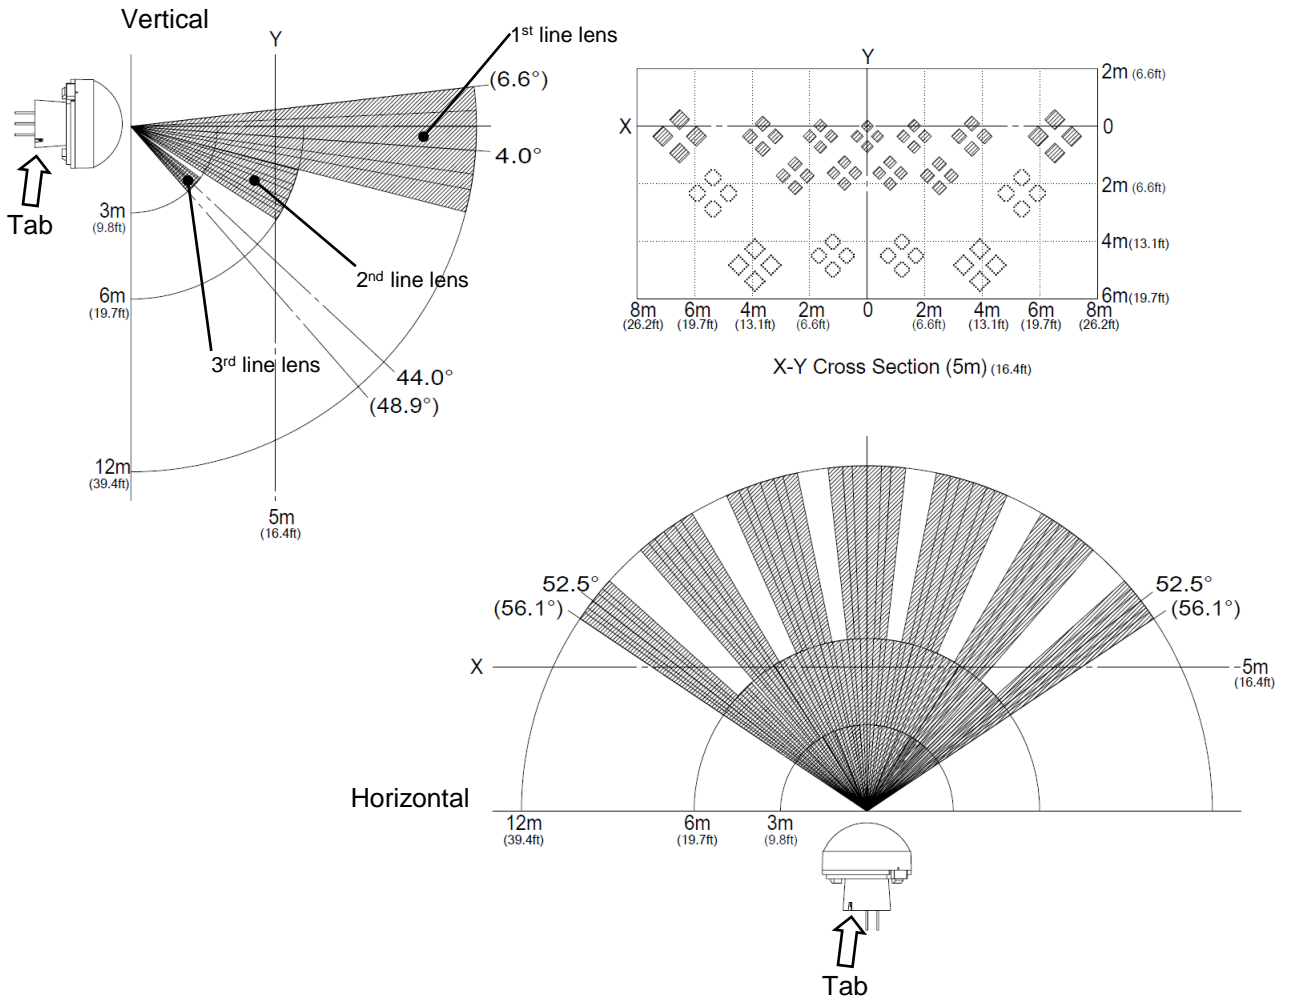 Vertical
Y
1st line lens
(6.6°)
4.0°
Tab
3m
(9.8ft)
2nd line lens
6m
(19.7ft)
3rd line lens
44.0°
(48.9°)
12m
(39.4ft)
5m
(16.4ft)
Y
2m (6.6ft)
X
0
2m (6.6ft)
4m(13.1ft)
6m(19.7ft)
8m 6m 4m 2m 0 2m 4m 6m 8m
(26.2ft) (19.7ft) (13.1ft) (6.6ft) (6.6ft) (13.1ft) (19.7ft) (26.2ft)
X-Y Cross Section (5m) (16.4ft)
52.5°
(56.1°)
52.5°
(56.1°)
X
5m
(16.4ft)
Horizontal
12m 6m 3m
(39.4ft) (19.7ft) (9.8ft)
Tab